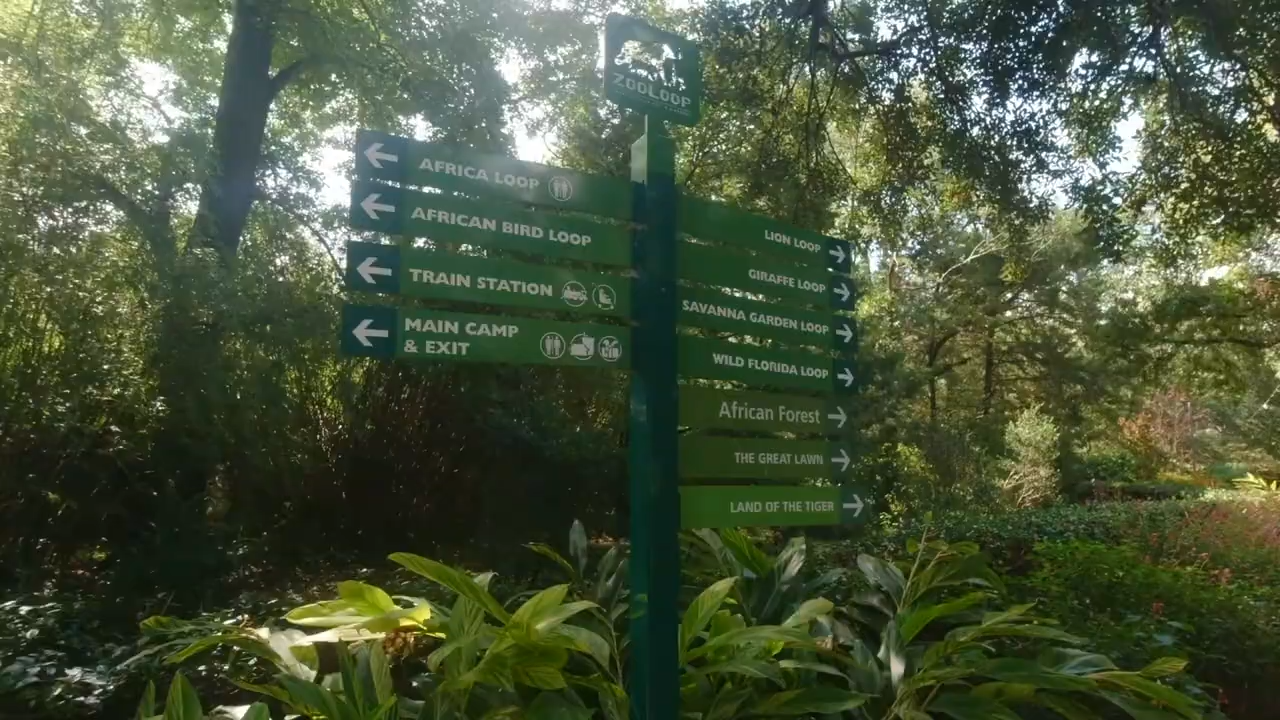 ZOOLOOP
AFRICA LOOP
AFRICAN BIRD LOOP
TRAIN STATION
MAIN CAMP
& EXIT
LION LOOP
GIRAFFE LOOP
SAVANNA GARDEN LOOP
WILD FLORIDA LOOP
African Forest
THE GREAT LAWN
LAND OF THE TIGER